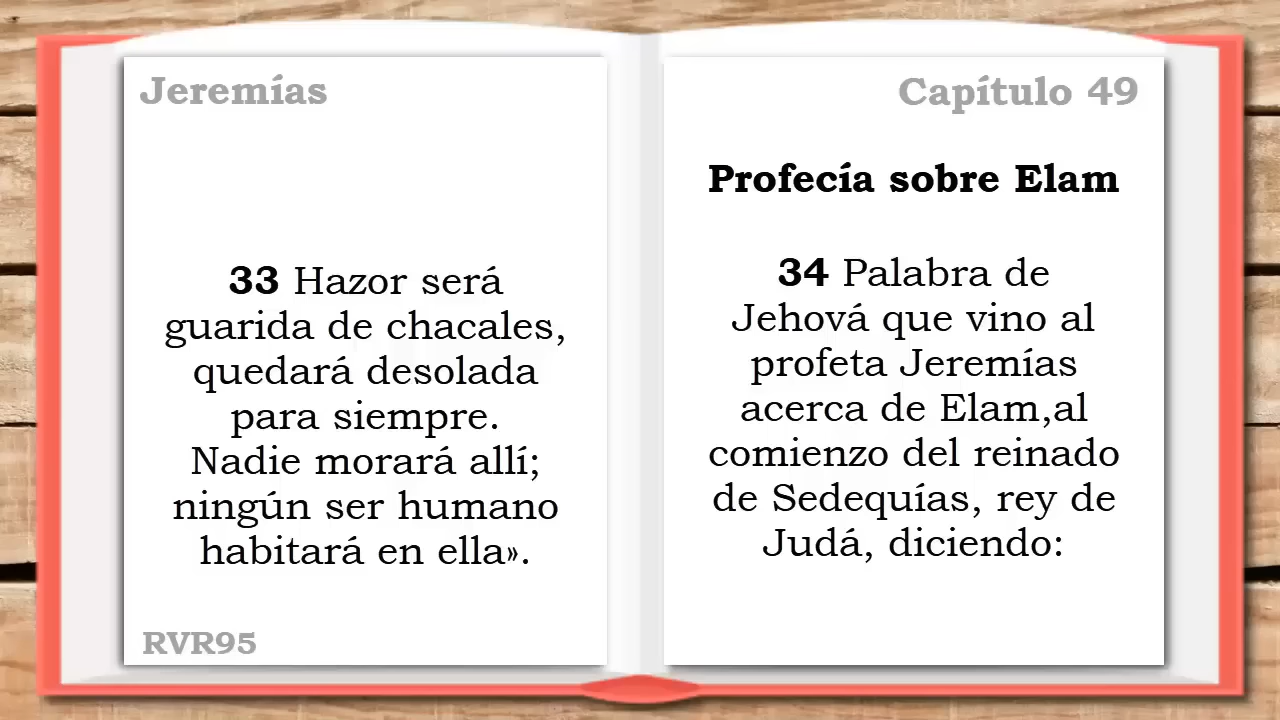 Jeremías
33 Hazor será
guarida de chacales,
quedará desolada
para siempre.
Nadie morará allí;
ningún ser humano
habitará en ella».
RVR95
Capítulo 49
Profecía sobre Elam
34 Palabra de
Jehová que vino al
profeta Jeremías
acerca de Elam,al
comienzo del reinado
de Sedequías, rey de
Judá, diciendo: